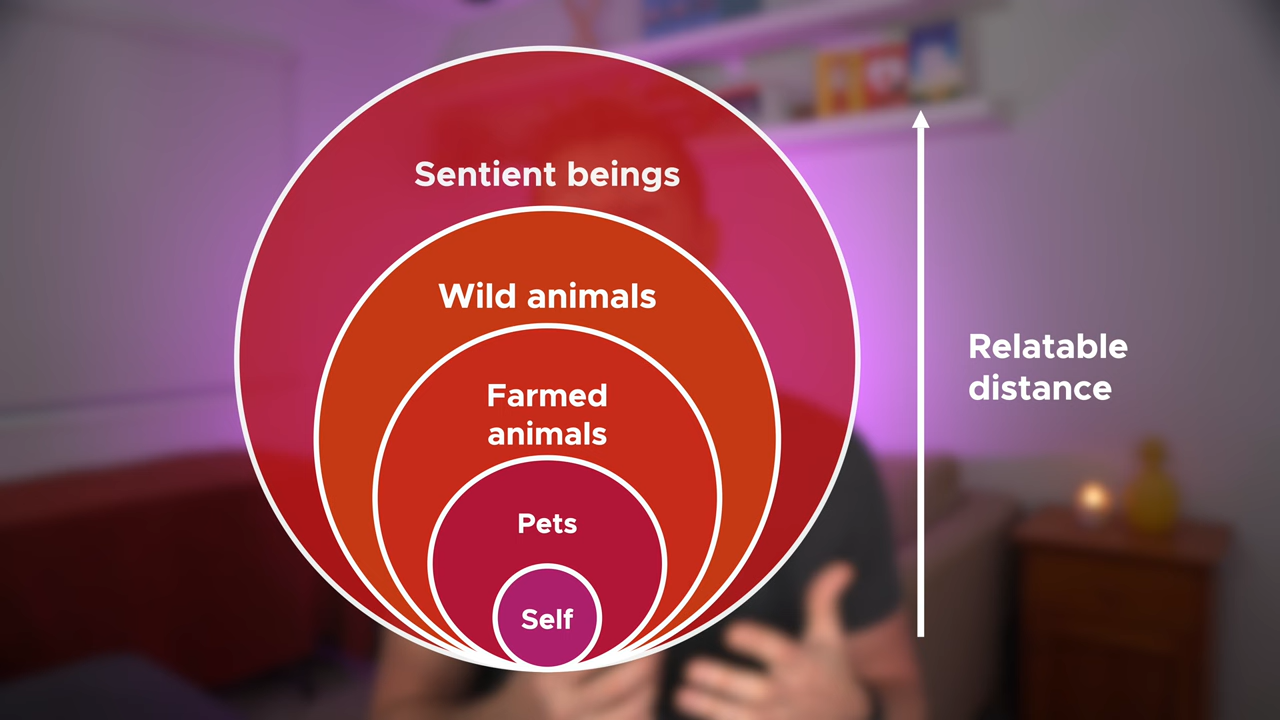 Sentient beings
Wild animals
Farmed
animals
Pets
Self
Relatable
distance